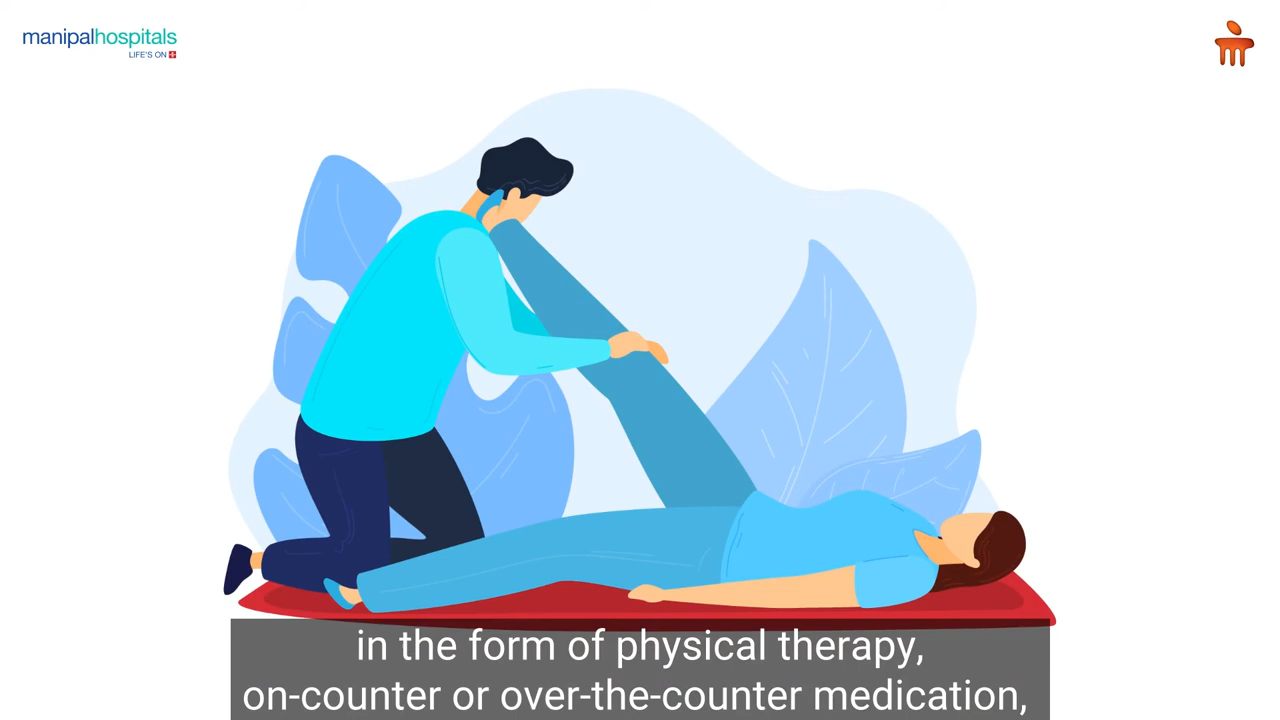 manipalhospitals
LIFE'S ON
in the form of physical therapy,
on-counter or over-the-counter medication,